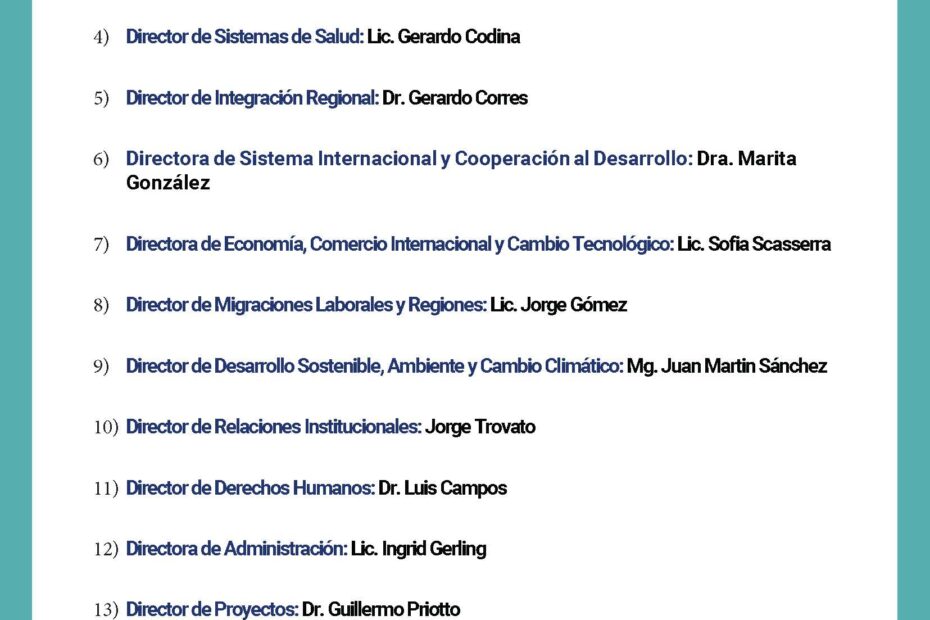 4) Director de Sistemas de Salud: Lic. Gerardo Codina
5) Director de Integración Regional: Dr. Gerardo Corres
6) Directora de Sistema Internacional y Cooperación al Desarrollo: Dra. Marita
González
7) Directora de Economía, Comercio Internacional y Cambio Tecnológico: Lic. Sofia Scasserra
8) Director de Migraciones Laborales y Regiones: Lic. Jorge Gómez
9) Director de Desarrollo Sostenible, Ambiente y Cambio Climático: Mg. Juan Martin Sánchez
10) Director de Relaciones Institucionales: Jorge Trovato
11) Director de Derechos Humanos: Dr. Luis Campos
12) Directora de Administración: Lic. Ingrid Gerling
13) Director de Proyectos: Dr. Guillermo Priotto